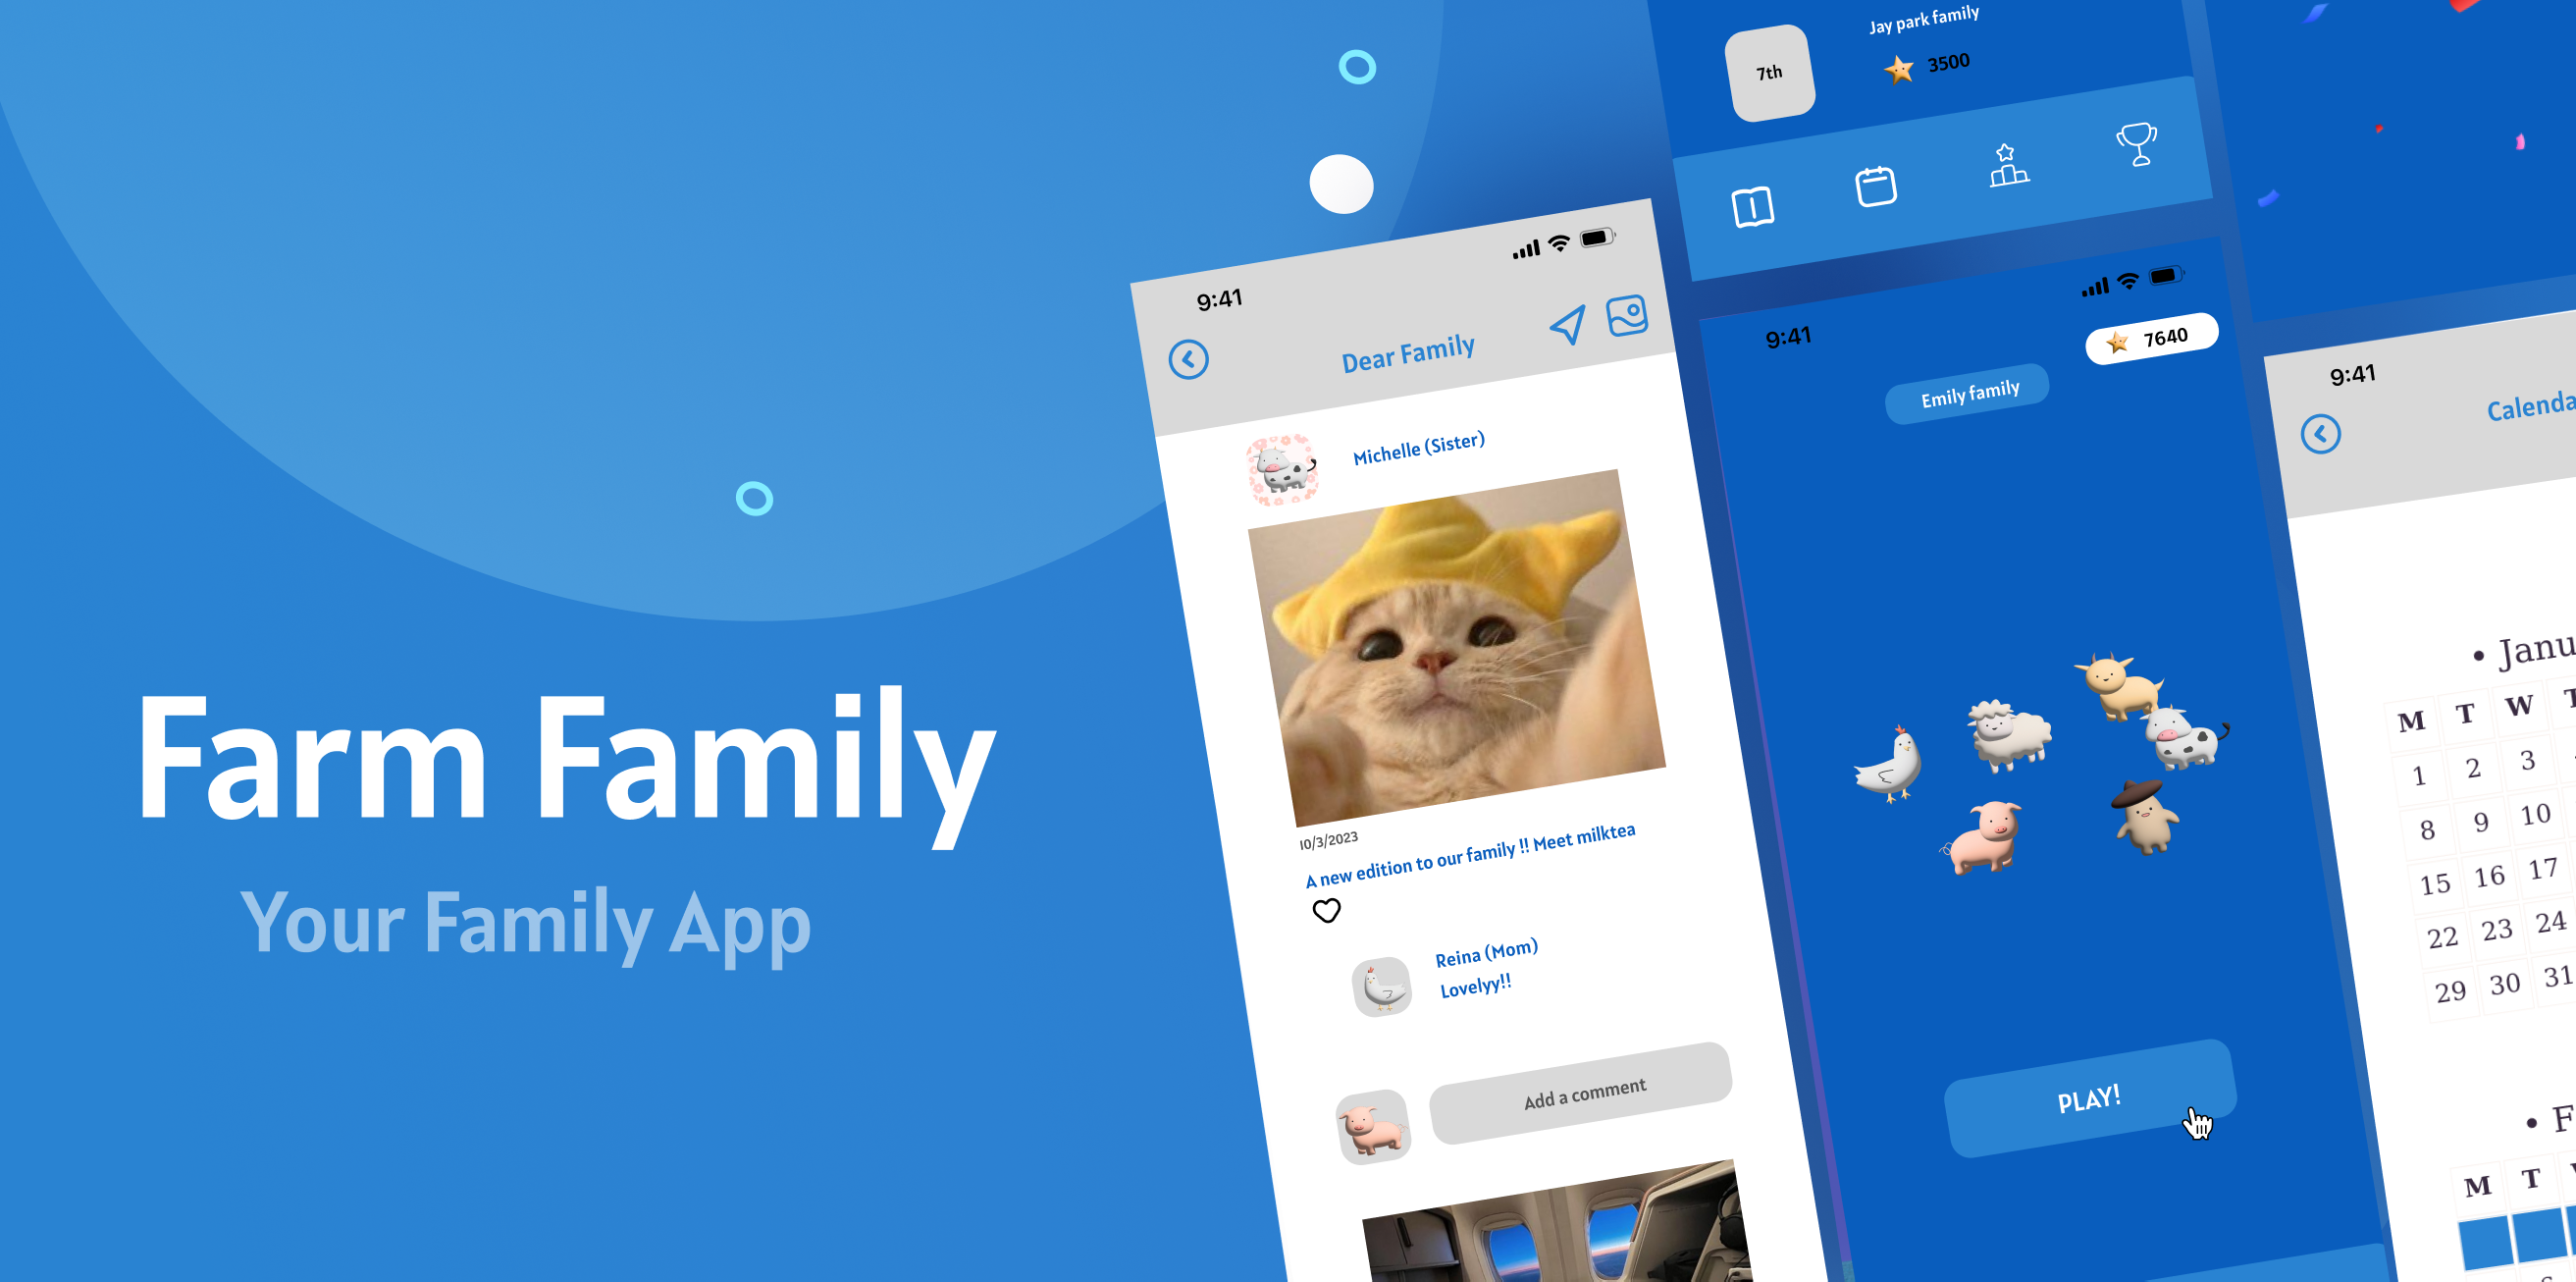 Farm Family
Your Family App
9:41
Dear Family
Michelle (Sister)
10/3/2023
A new edition to our family !! Meet milktea
Reina (Mom)
Lovelyy!!
Add a comment
7th
Jay park family
3500
9:41
7640
Emily family
PLAY!
9:41
Calenda
• Janu
M T W T
1 2 3
8 9 10
15 16 17
22 23 24
29 30 31
• F
M T